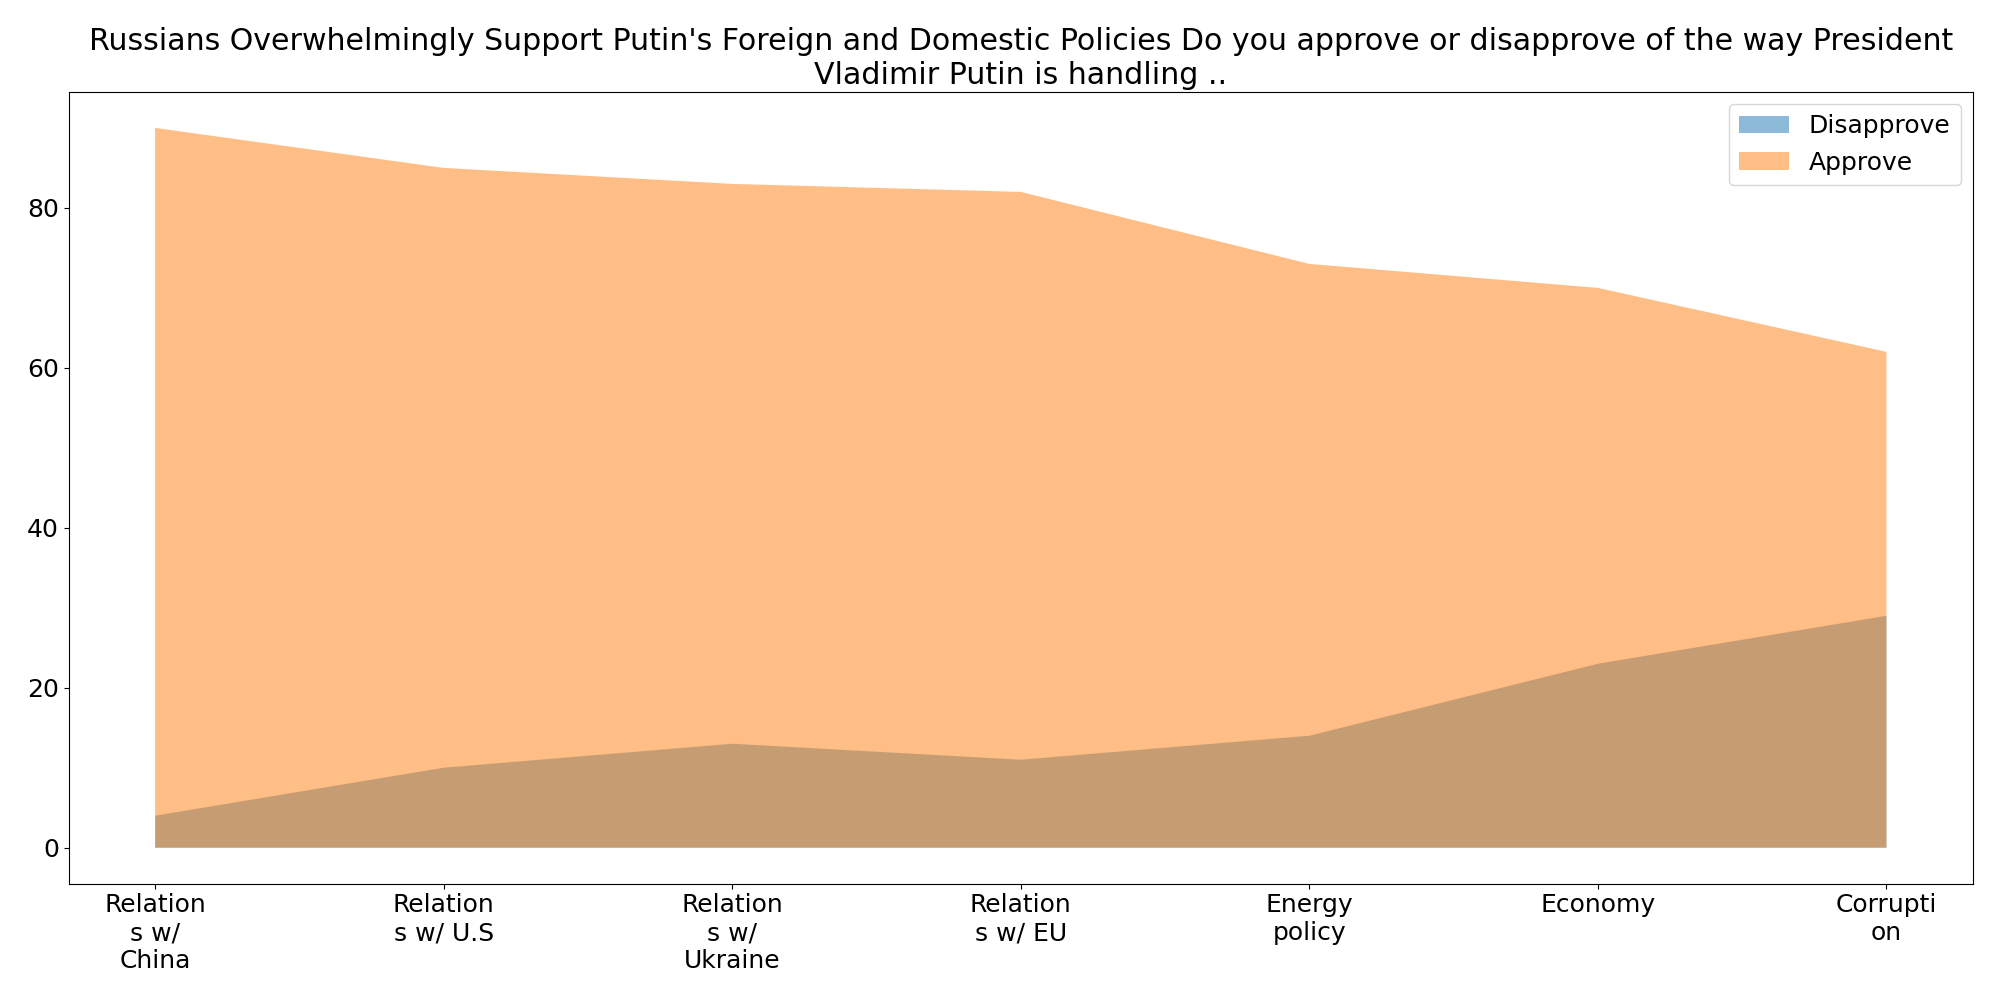 Russians Overwhelmingly Support Putin's Foreign and Domestic Policies Do you approve or disapprove of the way President
Vladimir Putin is handling ..
Disapprove
Approve
80
60
40
20
0
Relation
s w/
China
Relation
s w/ U.S
Relation
s w/
Ukraine
Relation
s w/ EU
Energy
policy
Economy
Corrupti
on